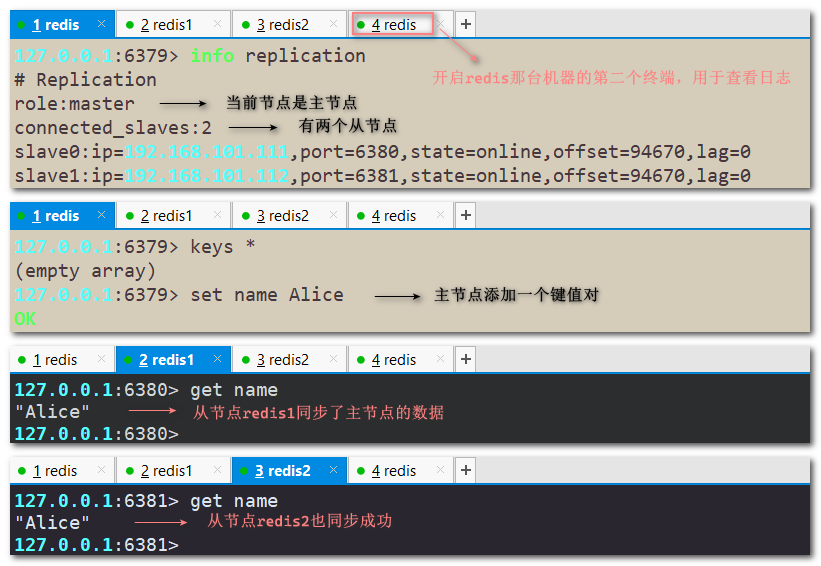 1 redis × 2 redis1 × 3 redis2 × 4 redis × +
127.0.0.1:6379> info replication
开启redis那台机器的第二个终端，用于查看日志
# Replication
role:master 当前节点是主节点
connected_slaves:2 有两个从节点
slave0:ip=192.168.101.111,port=6380,state=online,offset=94670,lag=0
slave1:ip=192.168.101.112,port=6381,state=online,offset=94670,lag=0
1 redis × 2 redis1 × 3 redis2 × 4 redis × +
127.0.0.1:6379> keys *
(empty array)
127.0.0.1:6379> set name Alice 主节点添加一个键值对
OK
1 redis × 2 redis1 × 3 redis2 × 4 redis × +
127.0.0.1:6380> get name
"Alice" 从节点redis1同步了主节点的数据
127.0.0.1:6380>
1 redis × 2 redis1 × 3 redis2 × 4 redis × +
127.0.0.1:6381> get name
"Alice" 从节点redis2也同步成功
127.0.0.1:6381>